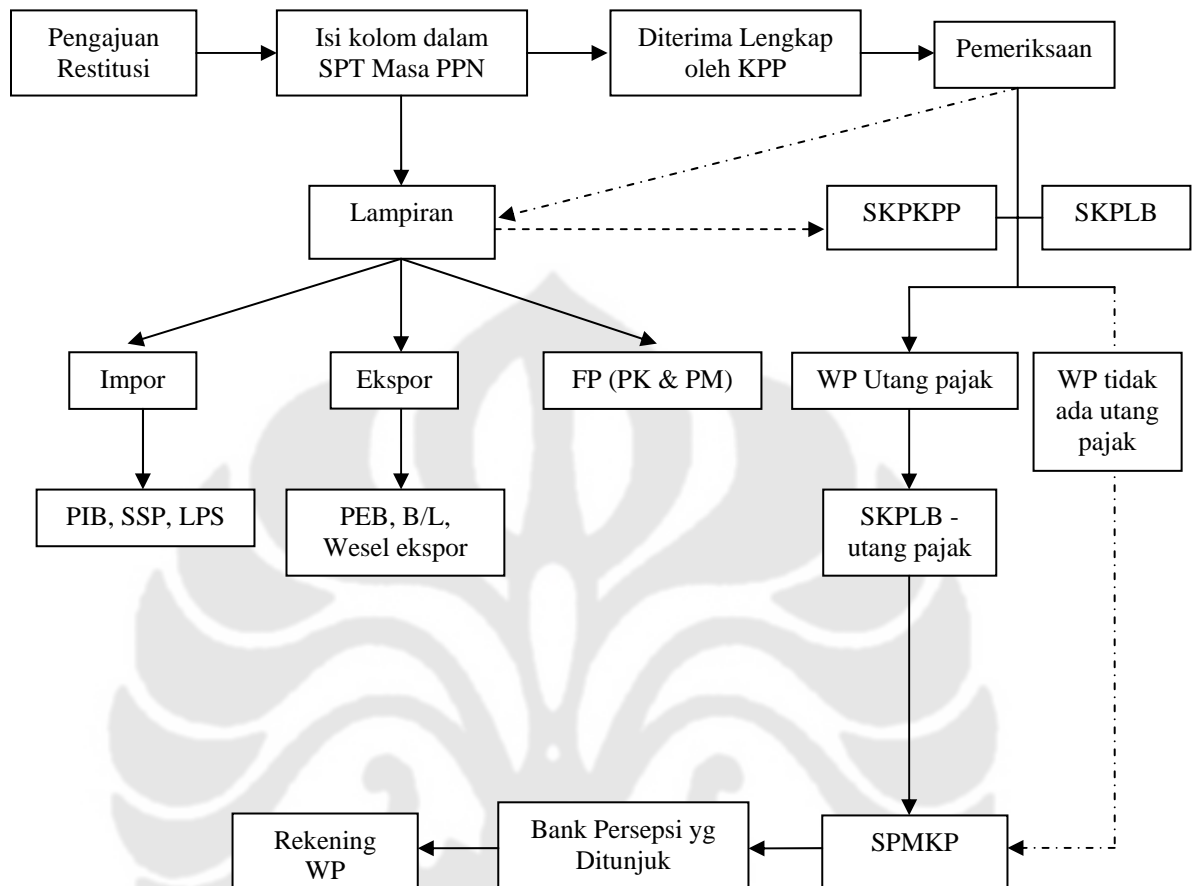 Pengajuan
Restitusi
Isi kolom dalam
SPT Masa PPN
Diterima Lengkap
oleh KPP
Pemeriksaan
Lampiran
SKPKPP
SKPLB
Impor
Ekspor
FP (PK & PM)
WP Utang pajak
WP tidak
ada utang
pajak
PIB, SSP, LPS
PEB, B/L,
Wesel ekspor
SKPLB -
utang pajak
Rekening
WP
Bank Persepsi yg
Ditunjuk
SPMKP